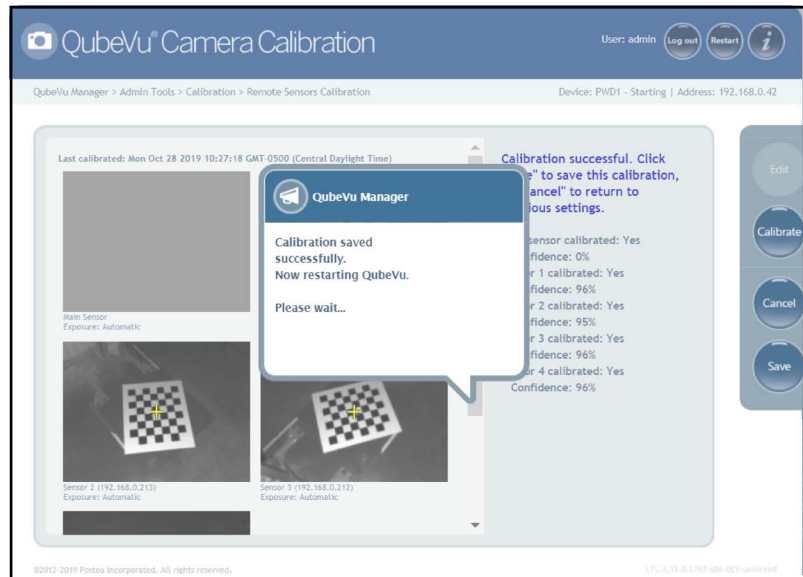 QubeVu® Camera Calibration
User: admin
Log out
Restart
i
QubeVu Manager > Admin Tools > Calibration > Remote Sensors Calibration
Device: PWD1 - Starting | Address: 192.168.0.42
Last calibrated: Mon Oct 28 2019 10:27:18 GMT-0500 (Central Daylight Time)
Main Sensor
Exposure: Automatic
Sensor 2 (192.168.0.213)
Exposure: Automatic
Sensor 3 (192.168.0.212)
Exposure: Automatic
QubeVu Manager
Calibration saved
successfully.
Now restarting QubeVu.
Please wait...
Calibration successful. Click
e" to save this calibration,
ancel" to return to
ious settings.
sensor calibrated: Yes
fidence: 0%
r 1 calibrated: Yes
fidence: 96%
r 2 calibrated: Yes
fidence: 95%
r 3 calibrated: Yes
fidence: 96%
or 4 calibrated: Yes
Confidence: 96%
Edit
Calibrate
Cancel
Save
©2012-2019 Postea Incorporated. All rights reserved.